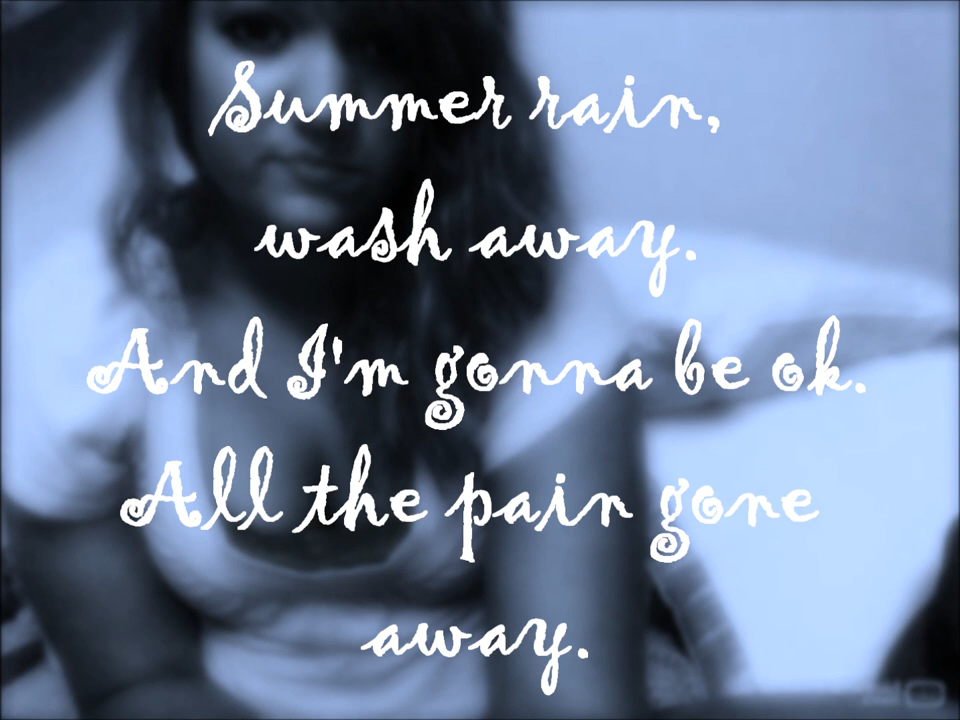 Summer rain,
wash away.
And I'm gonna be ok.
All the pain gone
away.